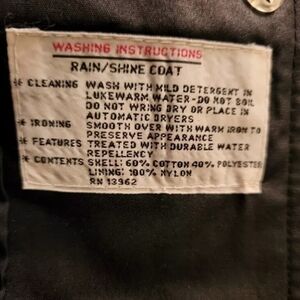 WASHING INSTRUCTIONS
RAIN/SHINE COAT
* CLEANING WASH WITH MILD DETERGENT IN
LUKEWARM WATER-DO NOT BOIL
DO NOT WRING DRY OR PLACE IN
AUTOMATIC DRYERS
* IRONING SMOOTH OVER WITH WARM IRON TO
PRESERVE APPEARANCE
* FEATURES TREATED WITH DURABLE WATER
REPELLENCY
* CONTENTS SHELL: 60% COTTON 40% POLYESTER
LINING: 100% NYLON
RN 13962